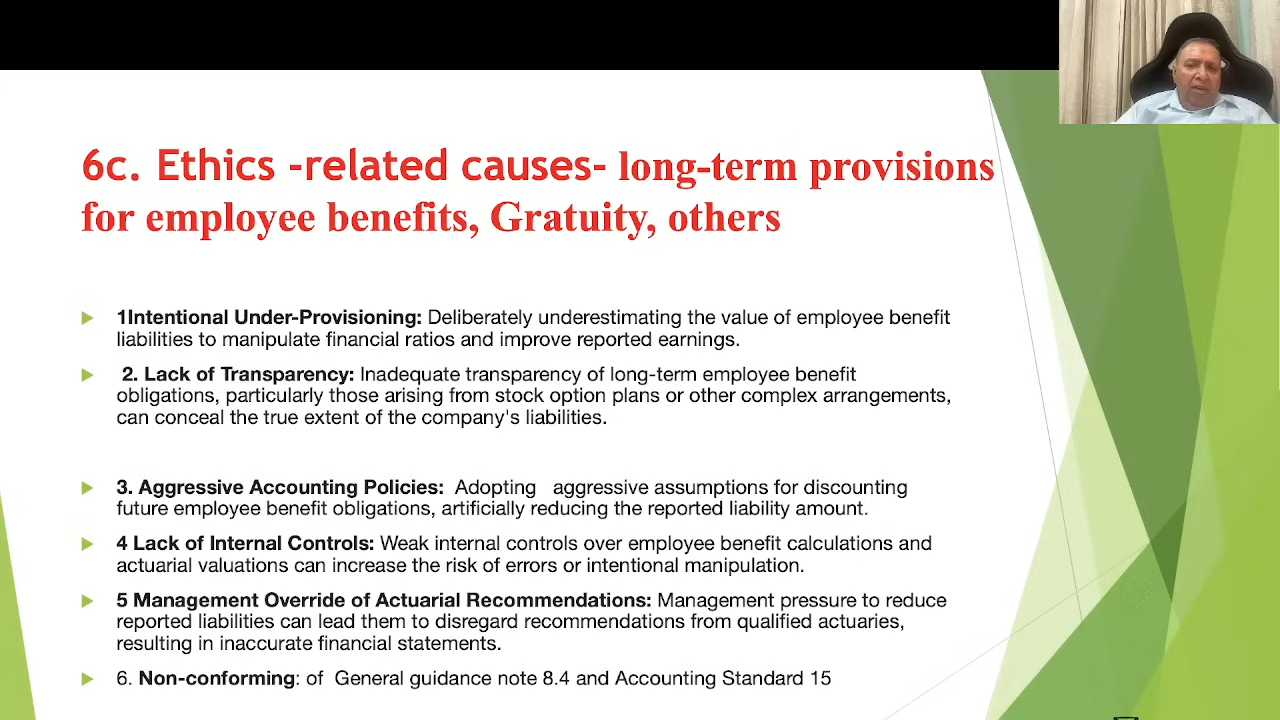 6c. Ethics -related causes- long-term provisions
for employee benefits, Gratuity, others
1Intentional Under-Provisioning: Deliberately underestimating the value of employee benefit
liabilities to manipulate financial ratios and improve reported earnings.
2. Lack of Transparency: Inadequate transparency of long-term employee benefit
obligations, particularly those arising from stock option plans or other complex arrangements,
can conceal the true extent of the company's liabilities.
3. Aggressive Accounting Policies: Adopting aggressive assumptions for discounting
future employee benefit obligations, artificially reducing the reported liability amount.
4 Lack of Internal Controls: Weak internal controls over employee benefit calculations and
actuarial valuations can increase the risk of errors or intentional manipulation.
5 Management Override of Actuarial Recommendations: Management pressure to reduce
reported liabilities can lead them to disregard recommendations from qualified actuaries,
resulting in inaccurate financial statements.
6. Non-conforming: of General guidance note 8.4 and Accounting Standard 15